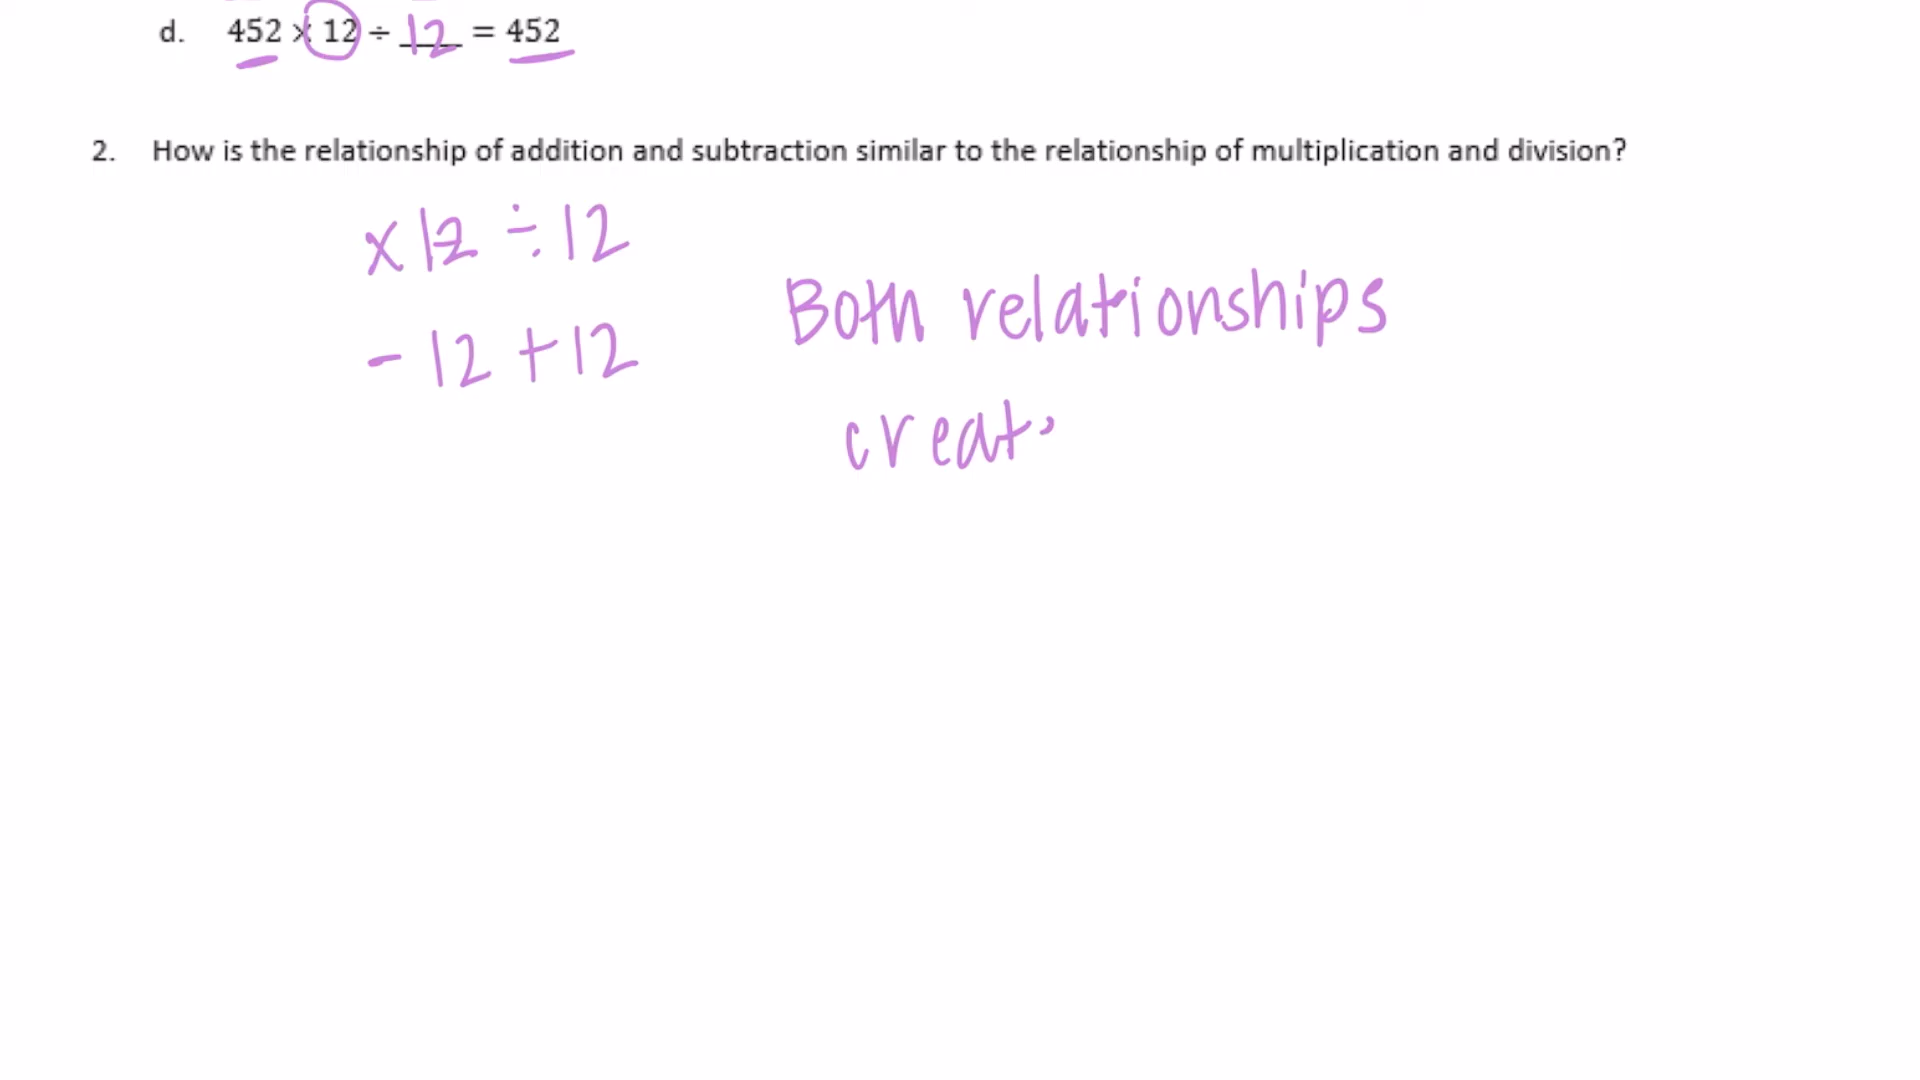 d. 452 × 12 ÷ 12 = 452
2. How is the relationship of addition and subtraction similar to the relationship of multiplication and division?
×12 ÷12
-12 +12
Both relationships
creat